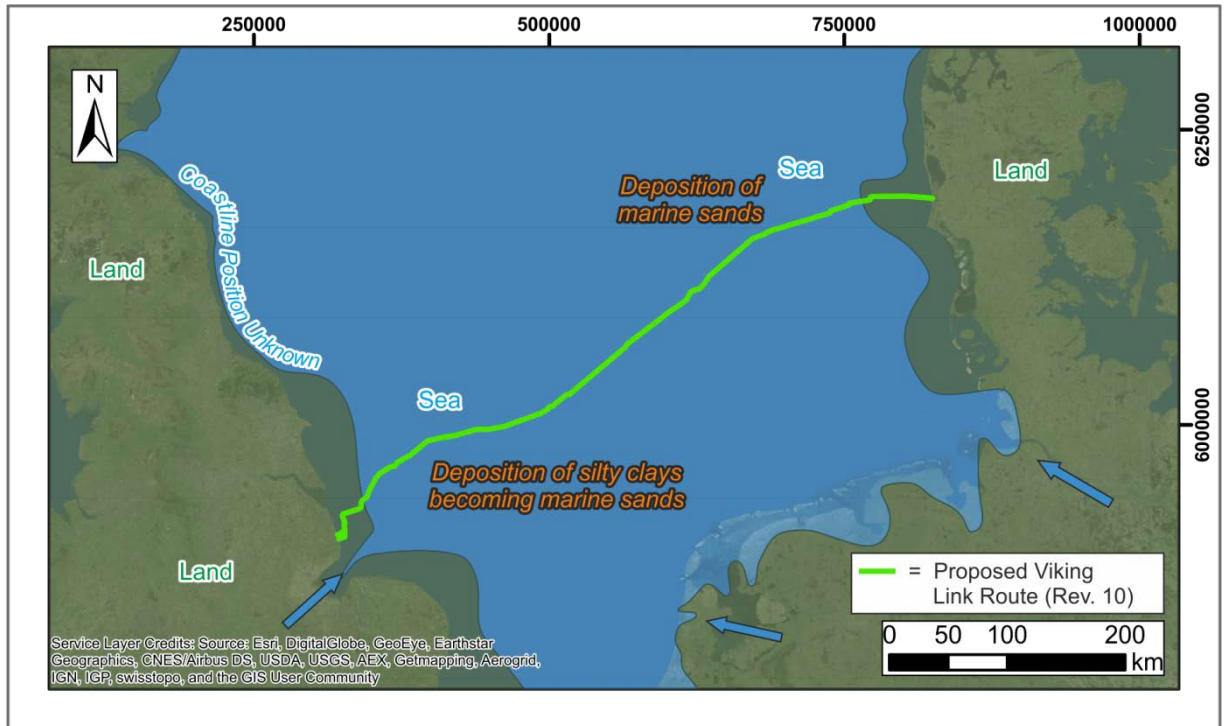 250000
500000
750000
1000000
N
6250000
Sea
Deposition of
marine sands
Land
Coastline Position Unknown
Land
Sea
6000000
Deposition of silty clays
becoming marine sands
Land
= Proposed Viking
Link Route (Rev. 10)
0 50 100 200
km
Service Layer Credits: Source: Esri, DigitalGlobe, GeoEye, Earthstar
Geographics, CNES/Airbus DS, USDA, USGS, AEX, Getmapping, Aerogrid,
IGN, IGP, swisstopo, and the GIS User Community